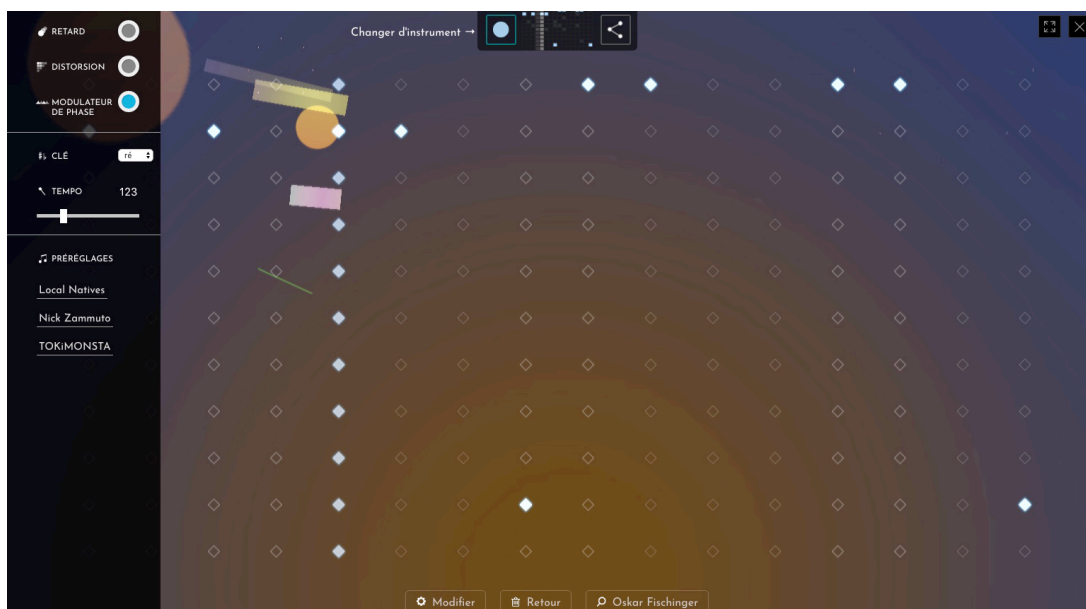 RETARD
DISTORSION
MODULATEUR
DE PHASE
CLÉ
ré
TEMPO
123
PRÉRÉGLAGES
Local Natives
Nick Zammuto
TOKiMONSTA
Changer d'instrument →
Modifier
Retour
Oskar Fischinger